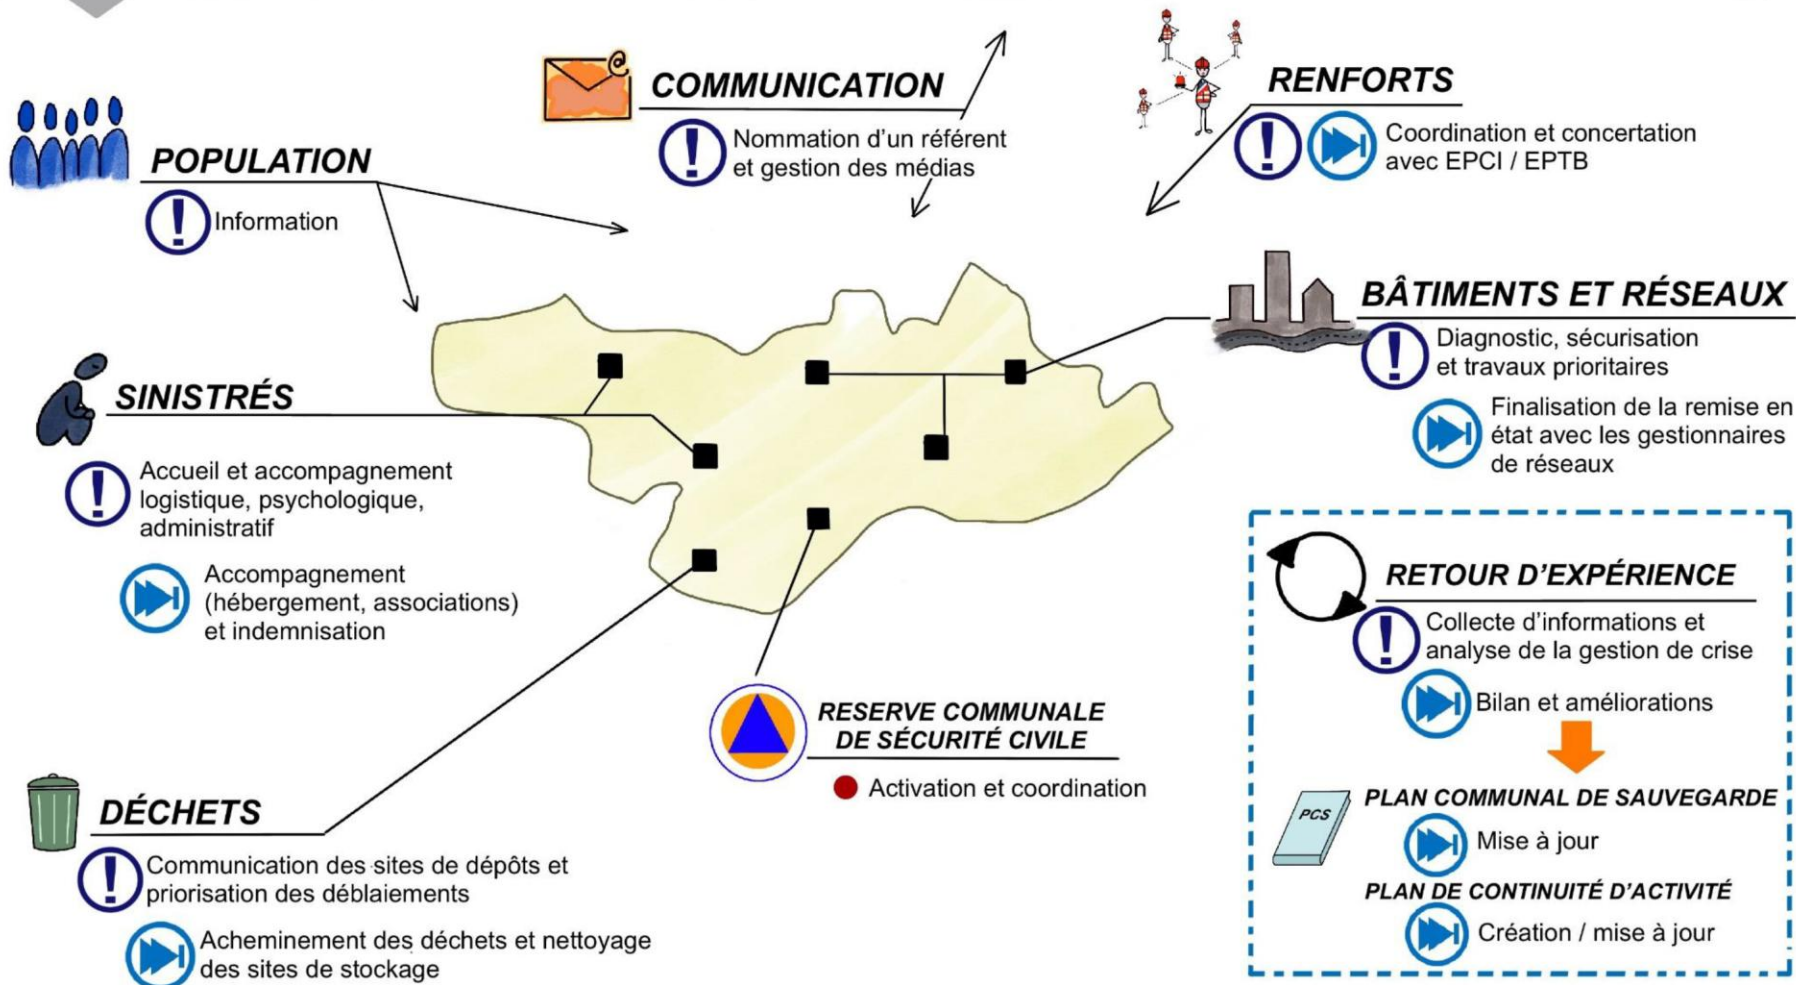 COMMUNICATION
Nommation d'un référent
et gestion des médias
RENFORTS
Coordination et concertation
avec EPCI / EPTB
POPULATION
Information
BÂTIMENTS ET RÉSEAUX
Diagnostic, sécurisation
et travaux prioritaires
Finalisation de la remise en
état avec les gestionnaires
de réseaux
SINISTRÉS
Accueil et accompagnement
logistique, psychologique,
administratif
Accompagnement
(hébergement, associations)
et indemnisation
RETOUR D'EXPÉRIENCE
Collecte d'informations et
analyse de la gestion de crise
Bilan et améliorations
PCS
PLAN COMMUNAL DE SAUVEGARDE
Mise à jour
PLAN DE CONTINUITÉ D'ACTIVITÉ
Création / mise à jour
RESERVE COMMUNALE
DE SÉCURITÉ CIVILE
Activation et coordination
DÉCHETS
Communication des sites de dépôts et
priorisation des déblaiements
Acheminement des déchets et nettoyage
des sites de stockage